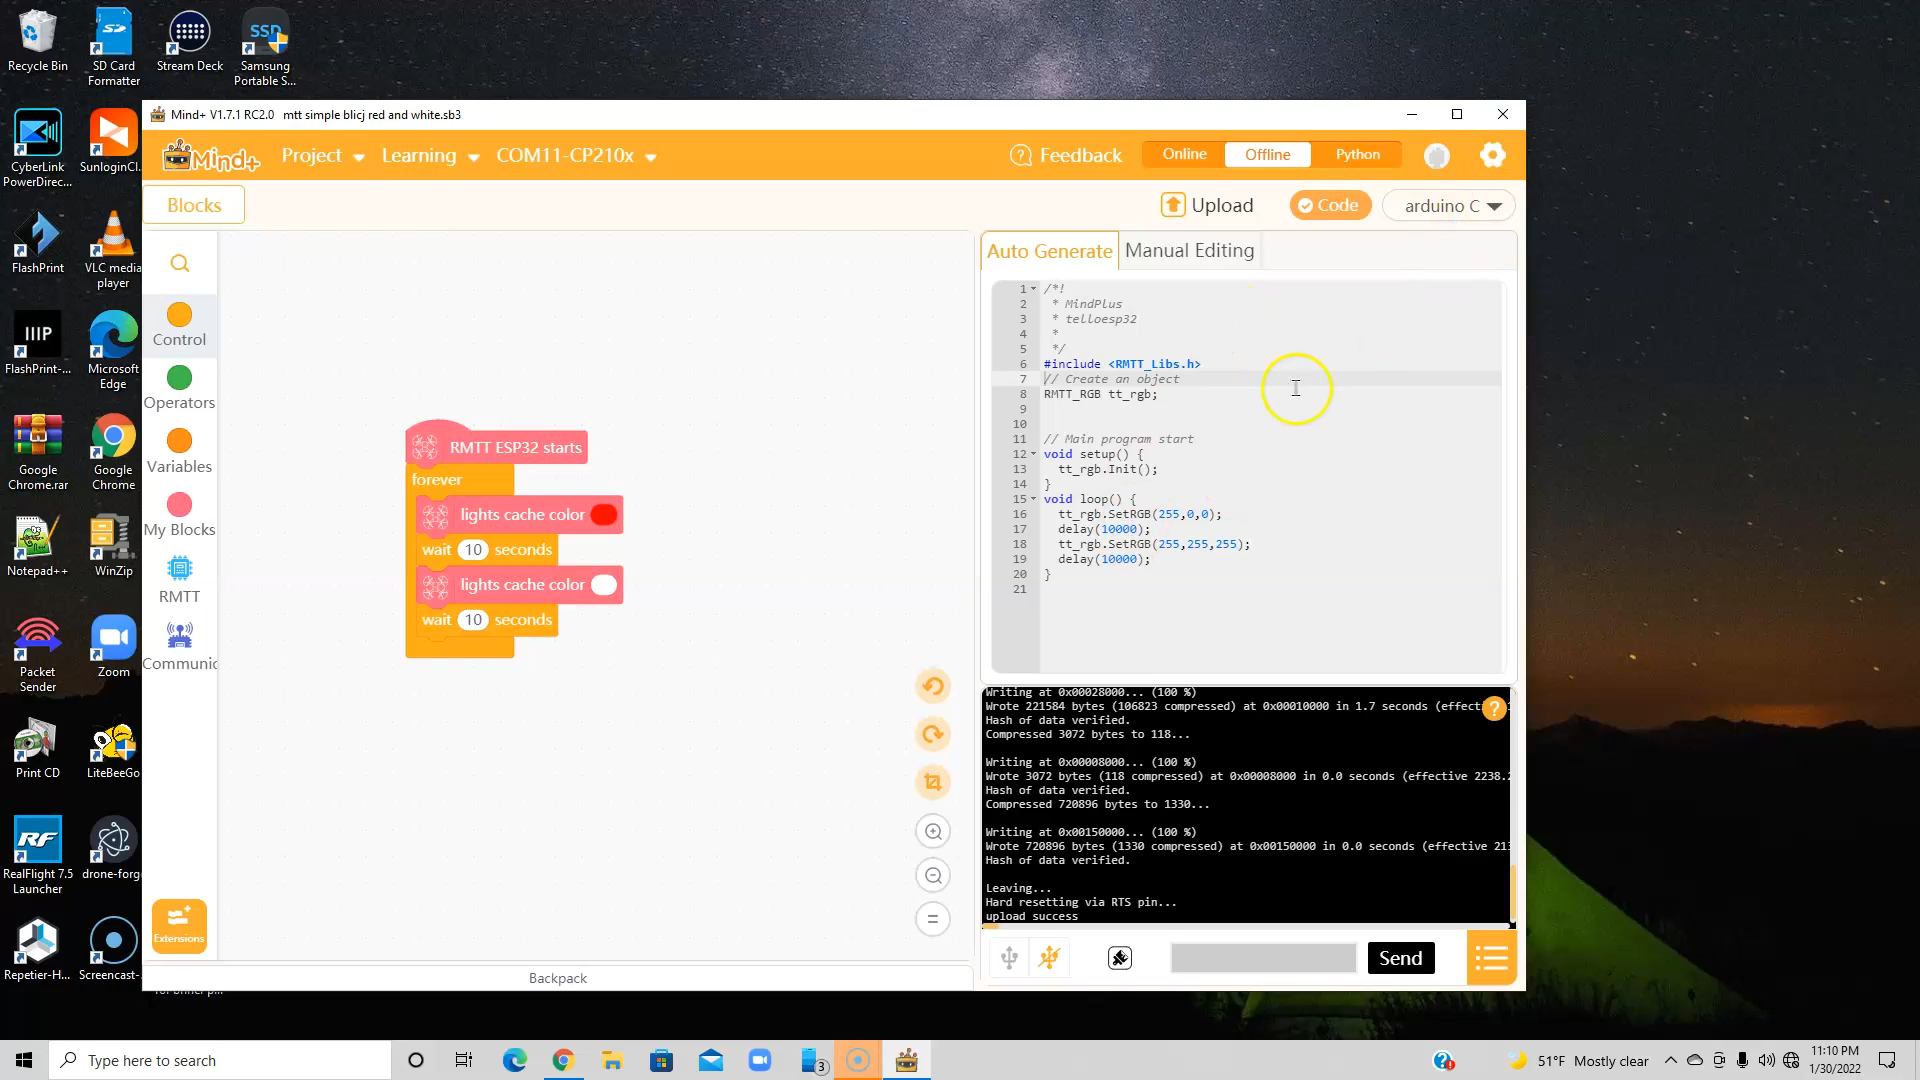 Recycle Bin
SD Card
Formatter
Stream Deck
SSD
Samsung
Portable S...
CyberLink
PowerDirec...
SunloginCl.
FlashPrint
VLC media
player
FlashPrint-...
Microsoft
Edge
Google
Chrome.rar
Google
Chrome
Notepad++
WinZip
Packet
Sender
Zoom
Print CD
LiteBeeGo
RealFlight 7.5
Launcher
drone-forg
Repetier-H...
Screencast-.
Mind+ V1.7.1 RC2.0 mtt simple blicj red and white.sb3
Mind+
Project
Learning
COM11-CP210x
Feedback
Online
Offline
Python
Blocks
Upload
Code
arduino C
Control
Operators
Variables
My Blocks
RMTT
Communic
Extensions
RMTT ESP32 starts
forever
lights cache color
wait 10 seconds
lights cache color
wait 10 seconds
Backpack
Auto Generate
Manual Editing
1 /*!
2 * MindPlus
3 * telloesp32
4 *
5 */
6 #include <RMTT_Libs.h>
7 // Create an object
8 RMTT_RGB tt_rgb;
9
10
11 // Main program start
12 void setup() {
13 tt_rgb.Init();
14 }
15 void loop() {
16 tt_rgb.SetRGB(255,0,0);
17 delay(10000);
18 tt_rgb.SetRGB(255,255,255);
19 delay(10000);
20 }
21
Writing at 0x00028000... (100 %)
Wrote 221584 bytes (106823 compressed) at 0x00010000 in 1.7 seconds (effect
Hash of data verified.
Compressed 3072 bytes to 118...
Writing at 0x00008000... (100 %)
Wrote 3072 bytes (118 compressed) at 0x00008000 in 0.0 seconds (effective 2238.2
Hash of data verified.
Compressed 720896 bytes to 1330...
Writing at 0x00150000... (100 %)
Wrote 720896 bytes (1330 compressed) at 0x00150000 in 0.0 seconds (effective 213
Hash of data verified.
Leaving...
Hard resetting via RTS pin...
upload success
Send
Type here to search
3
51°F Mostly clear
11:10 PM
1/30/2022